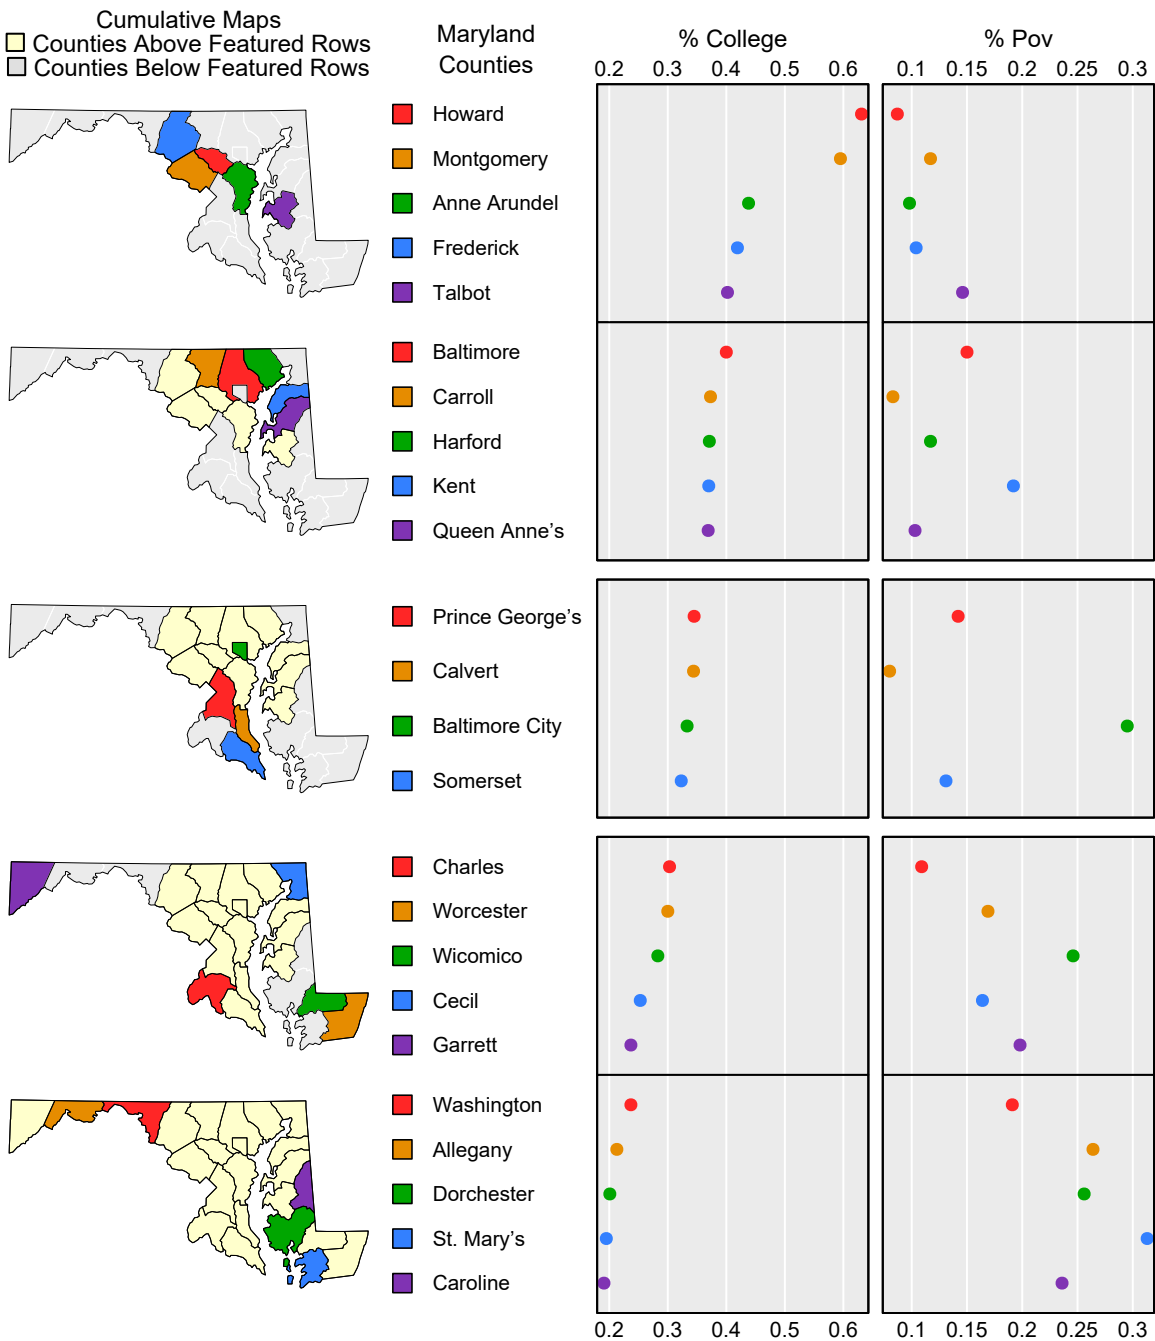 Cumulative Maps
Counties Above Featured Rows
Counties Below Featured Rows
Maryland
Counties
% College
% Pov
0.2 0.3 0.4 0.5 0.6
0.1 0.15 0.2 0.25 0.3
Howard
Montgomery
Anne Arundel
Frederick
Talbot
Baltimore
Carroll
Harford
Kent
Queen Anne’s
Prince George’s
Calvert
Baltimore City
Somerset
Charles
Worcester
Wicomico
Cecil
Garrett
Washington
Allegany
Dorchester
St. Mary’s
Caroline
0.2 0.3 0.4 0.5 0.6
0.1 0.15 0.2 0.25 0.3